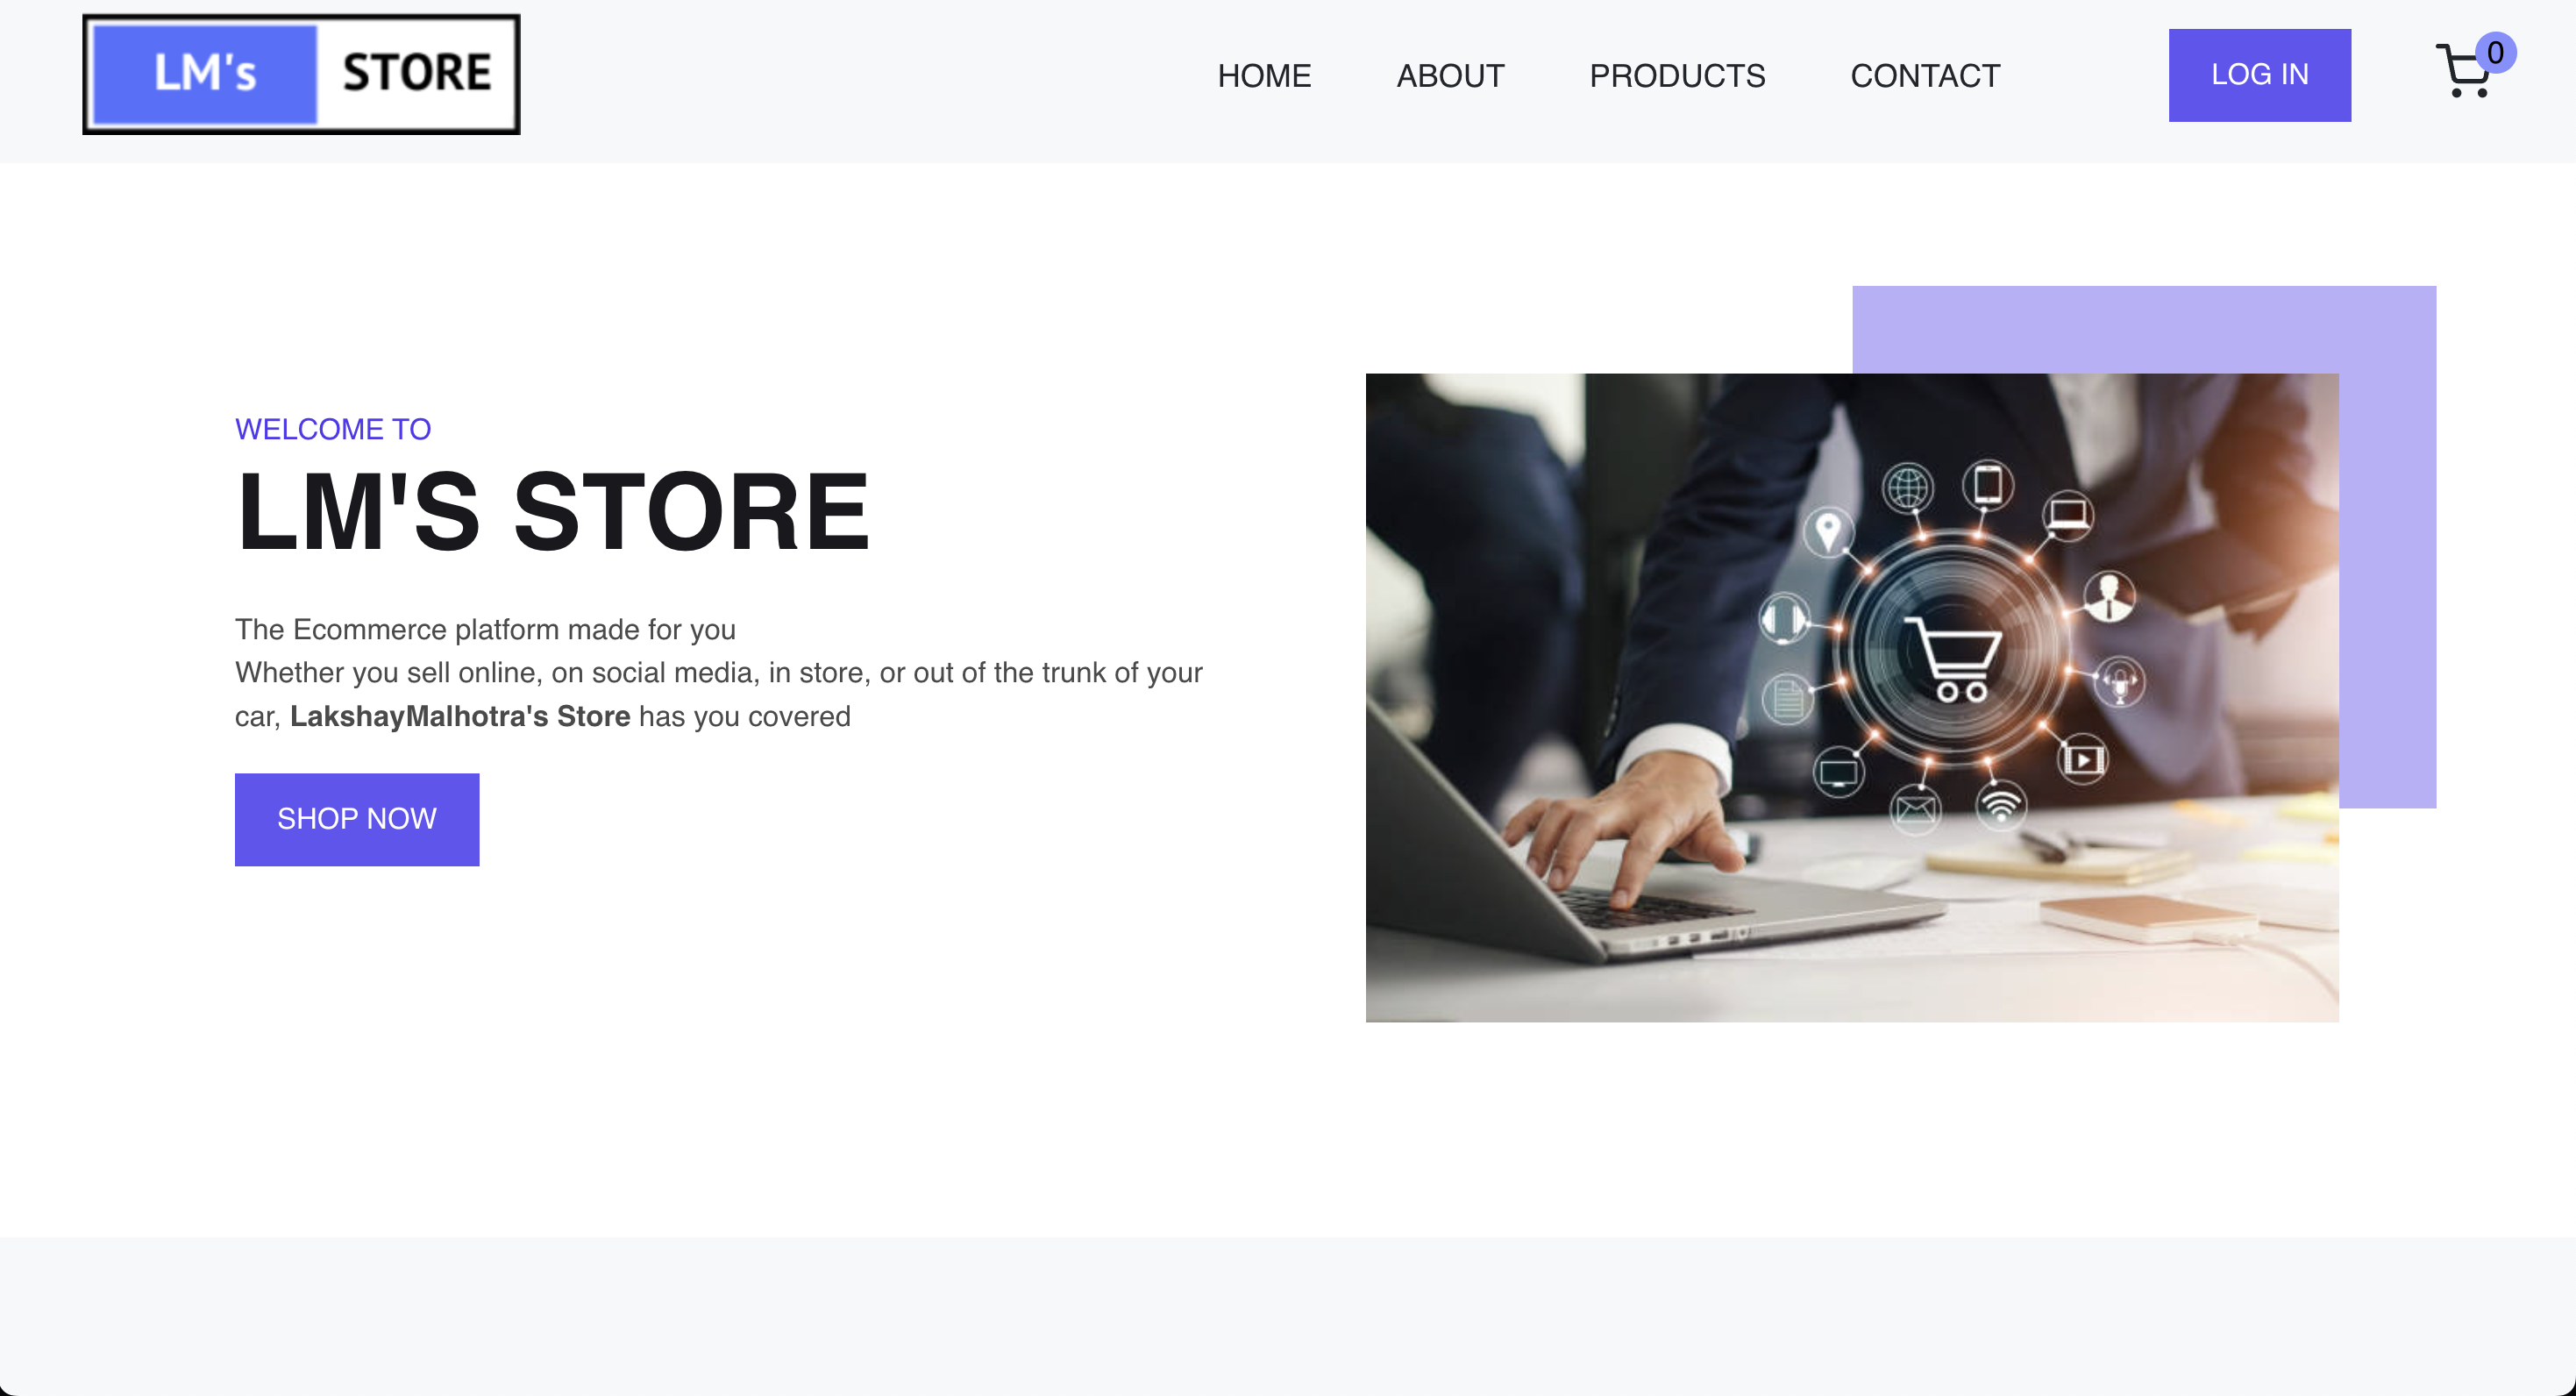 LM's STORE
HOME ABOUT PRODUCTS CONTACT LOG IN 0
WELCOME TO
LM'S STORE
The Ecommerce platform made for you
Whether you sell online, on social media, in store, or out of the trunk of your
car, LakshayMalhotra's Store has you covered
SHOP NOW